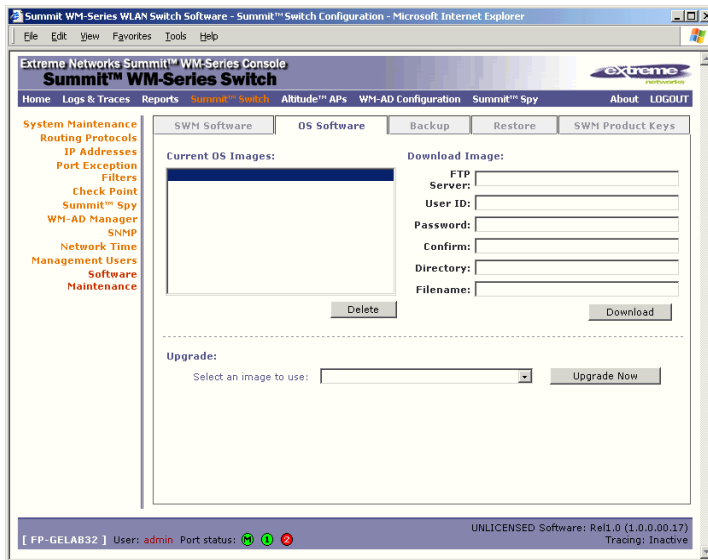 Summit WM-Series WLAN Switch Software - Summit™ Switch Configuration - Microsoft Internet Explorer
File Edit View Favorites Tools Help
Extreme Networks Summit™ WM-Series Console
Summit™ WM-Series Switch
extreme
networks
Home Logs & Traces Reports Summit™ Switch Altitude™ APs WM-AD Configuration Summit™ Spy About LOGOUT
System Maintenance
Routing Protocols
IP Addresses
Port Exception
Filters
Check Point
Summit™ Spy
WM-AD Manager
SNMP
Network Time
Management Users
Software
Maintenance
SWM Software OS Software Backup Restore SWM Product Keys
Current OS Images:
Delete
Download Image:
FTP
Server:
User ID:
Password:
Confirm:
Directory:
Filename:
Download
Upgrade:
Select an image to use: Upgrade Now
UNLICENSED Software: Rel1.0 (1.0.0.00.17)
[ FP-GELAB32 ] User: admin Port status: M 1 2 Tracing: Inactive